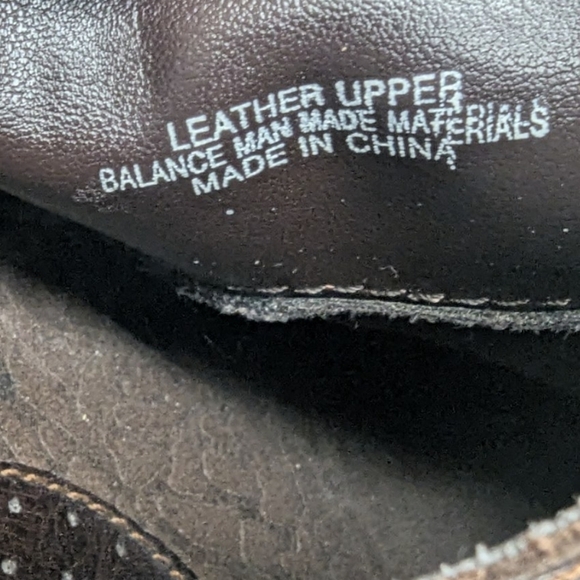 LEATHER UPPER
BALANCE MAN MADE MATERIALS
MADE IN CHINA